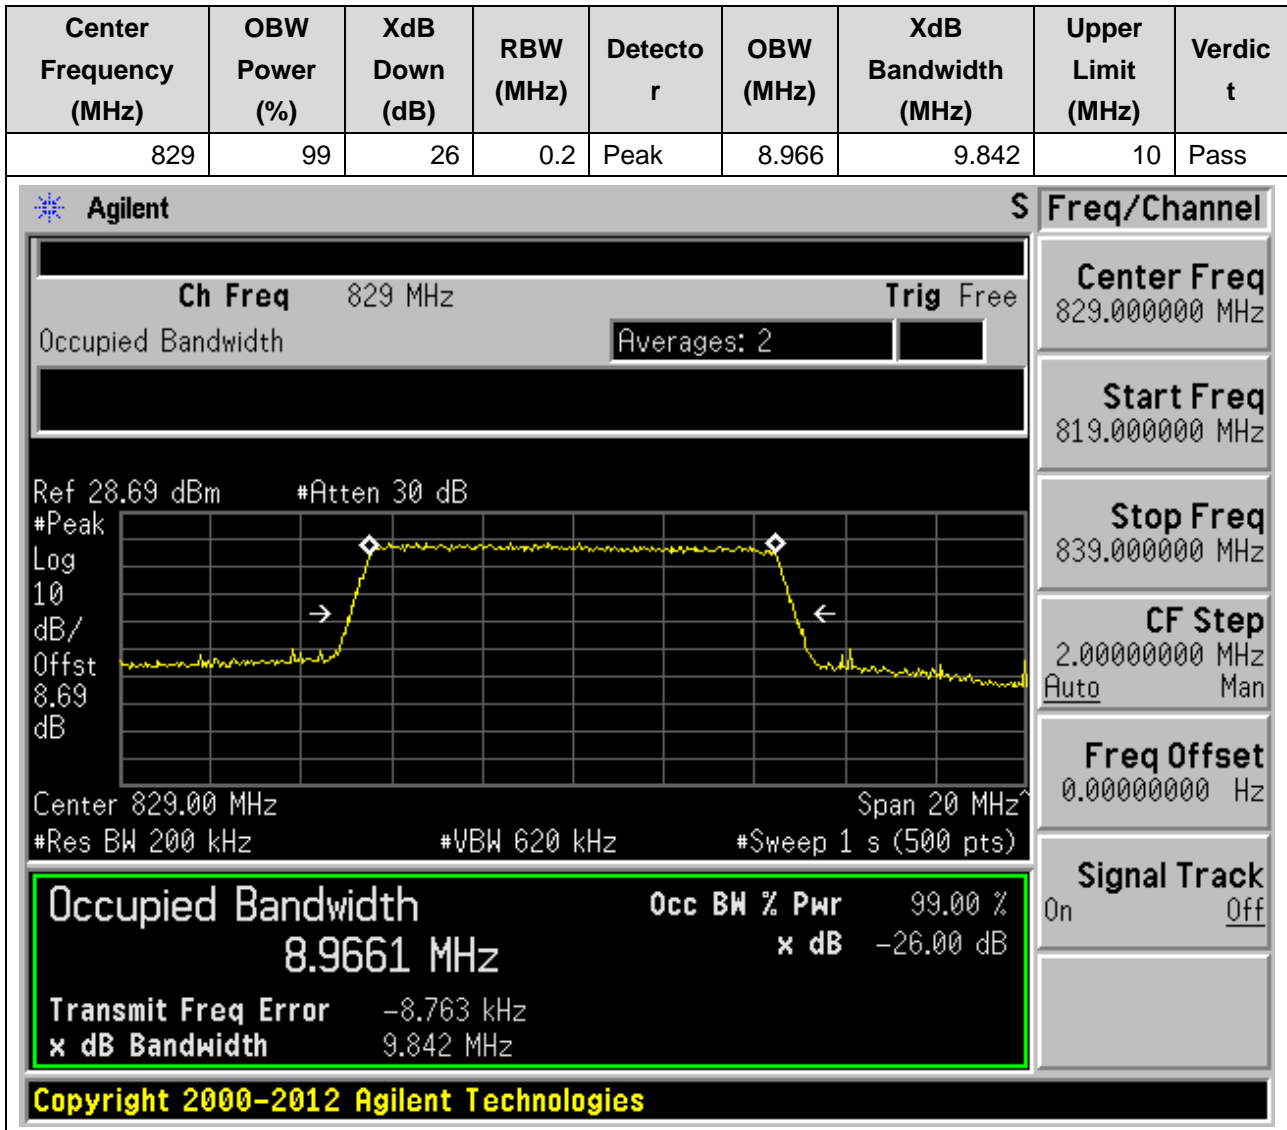 Center Frequency (MHz) OBW Power (%) XdB Down (dB) RBW (MHz) Detector OBW (MHz) XdB Bandwidth (MHz) Upper Limit (MHz) Verdict
829 99 26 0.2 Peak 8.966 9.842 10 Pass
Agilent S Freq/Channel
Ch Freq 829 MHz Trig Free
Occupied Bandwidth Averages: 2
Center Freq
829.000000 MHz
Start Freq
819.000000 MHz
Stop Freq
839.000000 MHz
CF Step
2.00000000 MHz
Auto Man
Freq Offset
0.00000000 Hz
Signal Track
On Off
Ref 28.69 dBm #Atten 30 dB
#Peak
Log
10
dB/
Offst
8.69
dB
Center 829.00 MHz Span 20 MHz^
#Res BW 200 kHz #VBW 620 kHz #Sweep 1 s (500 pts)
Occupied Bandwidth Occ BW % Pwr 99.00 %
8.9661 MHz x dB -26.00 dB
Transmit Freq Error -8.763 kHz
x dB Bandwidth 9.842 MHz
Copyright 2000-2012 Agilent Technologies